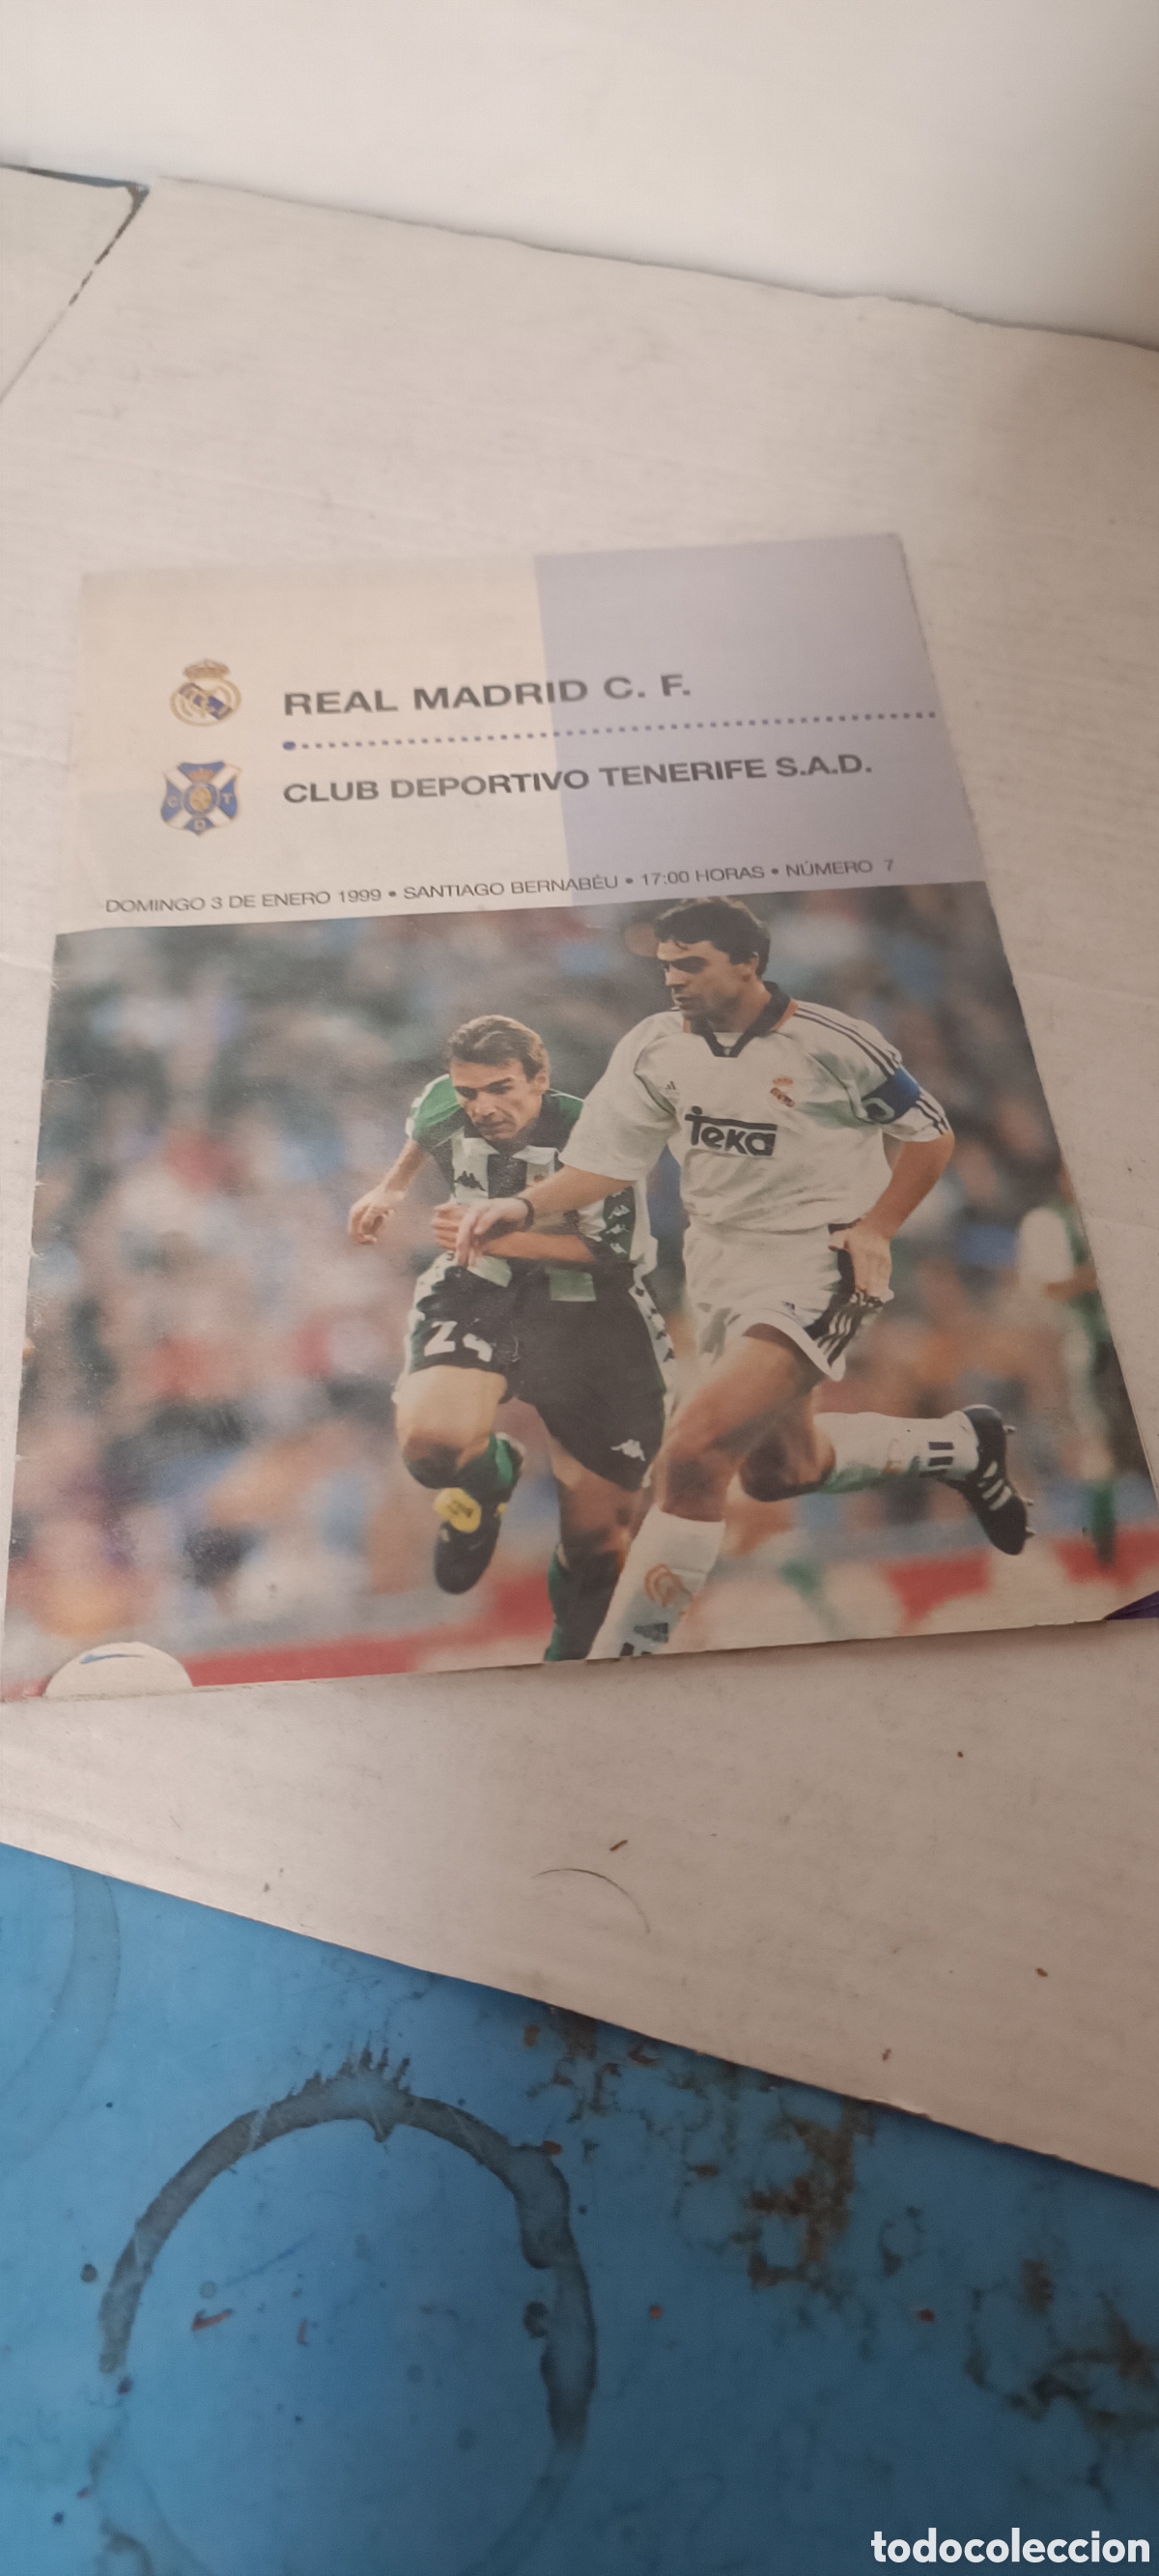 REAL MADRID C. F.
CLUB DEPORTIVO TENERIFE S.A.D.
C T
D
DOMINGO 3 DE ENERO 1999 • SANTIAGO BERNABÉU • 17:00 HORAS • NÚMERO 7
Teka
24
todocoleccion